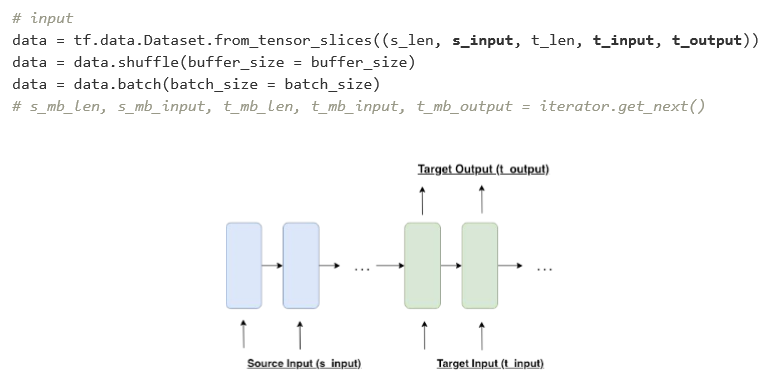 # input
data = tf.data.Dataset.from_tensor_slices((s_len, s_input, t_len, t_input, t_output))
data = data.shuffle(buffer_size = buffer_size)
data = data.batch(batch_size = batch_size)
# s_mb_len, s_mb_input, t_mb_len, t_mb_input, t_mb_output = iterator.get_next()
Target Output (t_output)
... ...
Source Input (s_input) Target Input (t_input)